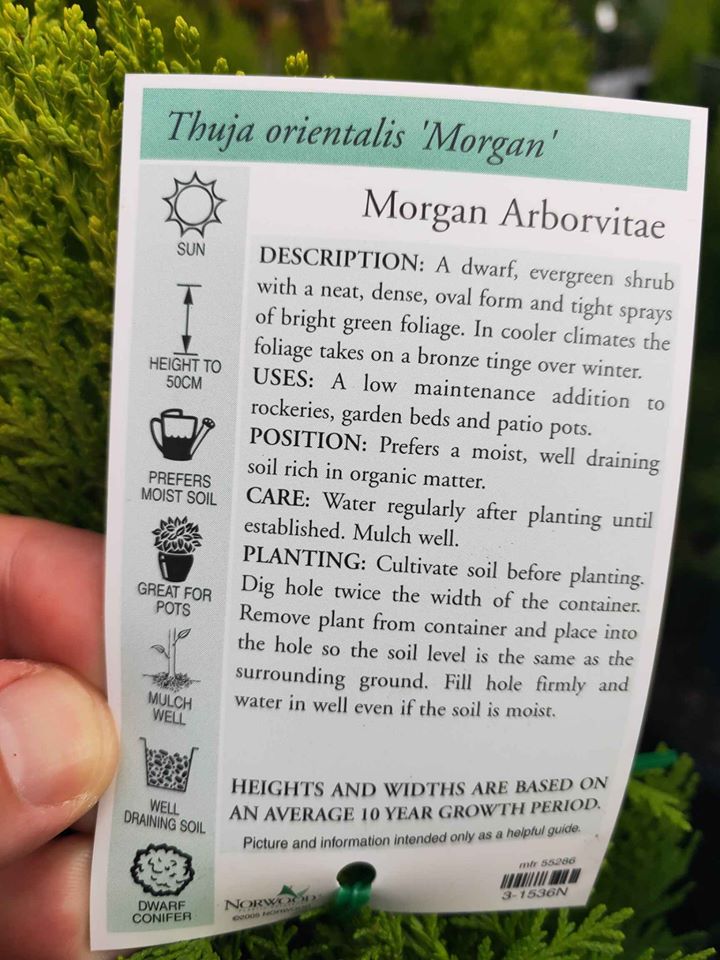 Thuja orientalis 'Morgan'
Morgan Arborvitae
SUN
HEIGHT TO
50CM
PREFERS
MOIST SOIL
GREAT FOR
POTS
MULCH
WELL
WELL
DRAINING SOIL
DWARF
CONIFER
DESCRIPTION: A dwarf, evergreen shrub
with a neat, dense, oval form and tight sprays
of bright green foliage. In cooler climates the
foliage takes on a bronze tinge over winter.
USES: A low maintenance addition to
rockeries, garden beds and patio pots.
POSITION: Prefers a moist, well draining
soil rich in organic matter.
CARE: Water regularly after planting until
established. Mulch well.
PLANTING: Cultivate soil before planting.
Dig hole twice the width of the container.
Remove plant from container and place into
the hole so the soil level is the same as the
surrounding ground. Fill hole firmly and
water in well even if the soil is moist.
HEIGHTS AND WIDTHS ARE BASED ON
AN AVERAGE 10 YEAR GROWTH PERIOD.
Picture and information intended only as a helpful guide.
NORWOOD
©2005 NORWOOD
mfr 55286
3-1536N